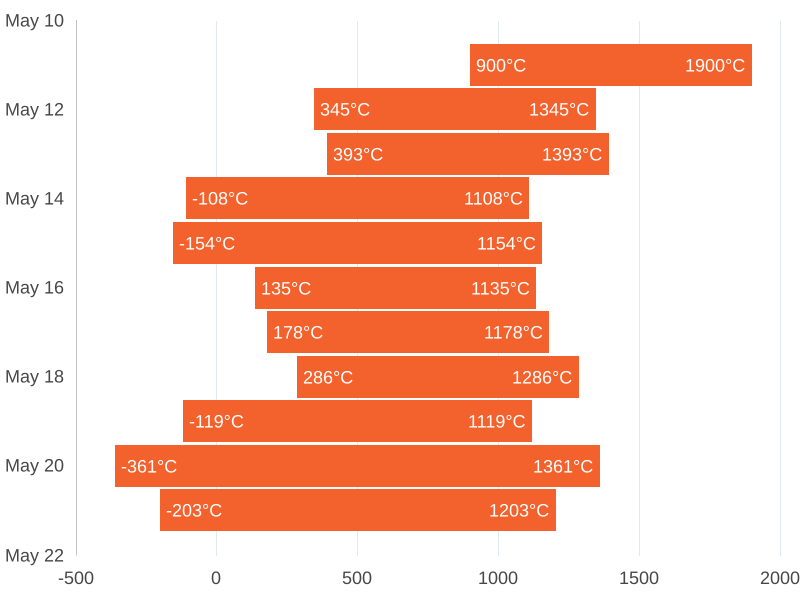 May 10
900°C 1900°C
May 12 345°C 1345°C
393°C 1393°C
May 14 -108°C 1108°C
-154°C 1154°C
May 16 135°C 1135°C
178°C 1178°C
May 18 286°C 1286°C
-119°C 1119°C
May 20 -361°C 1361°C
-203°C 1203°C
May 22
-500 0 500 1000 1500 2000